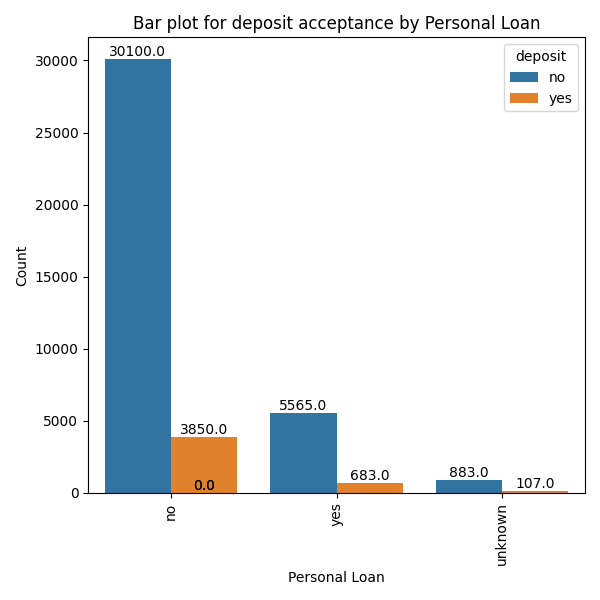 Bar plot for deposit acceptance by Personal Loan
30100.0
30000
deposit
no
yes
25000
20000
Count
15000
10000
5565.0
5000
3850.0
683.0
883.0
107.0
0.0
0
no
yes
unknown
Personal Loan